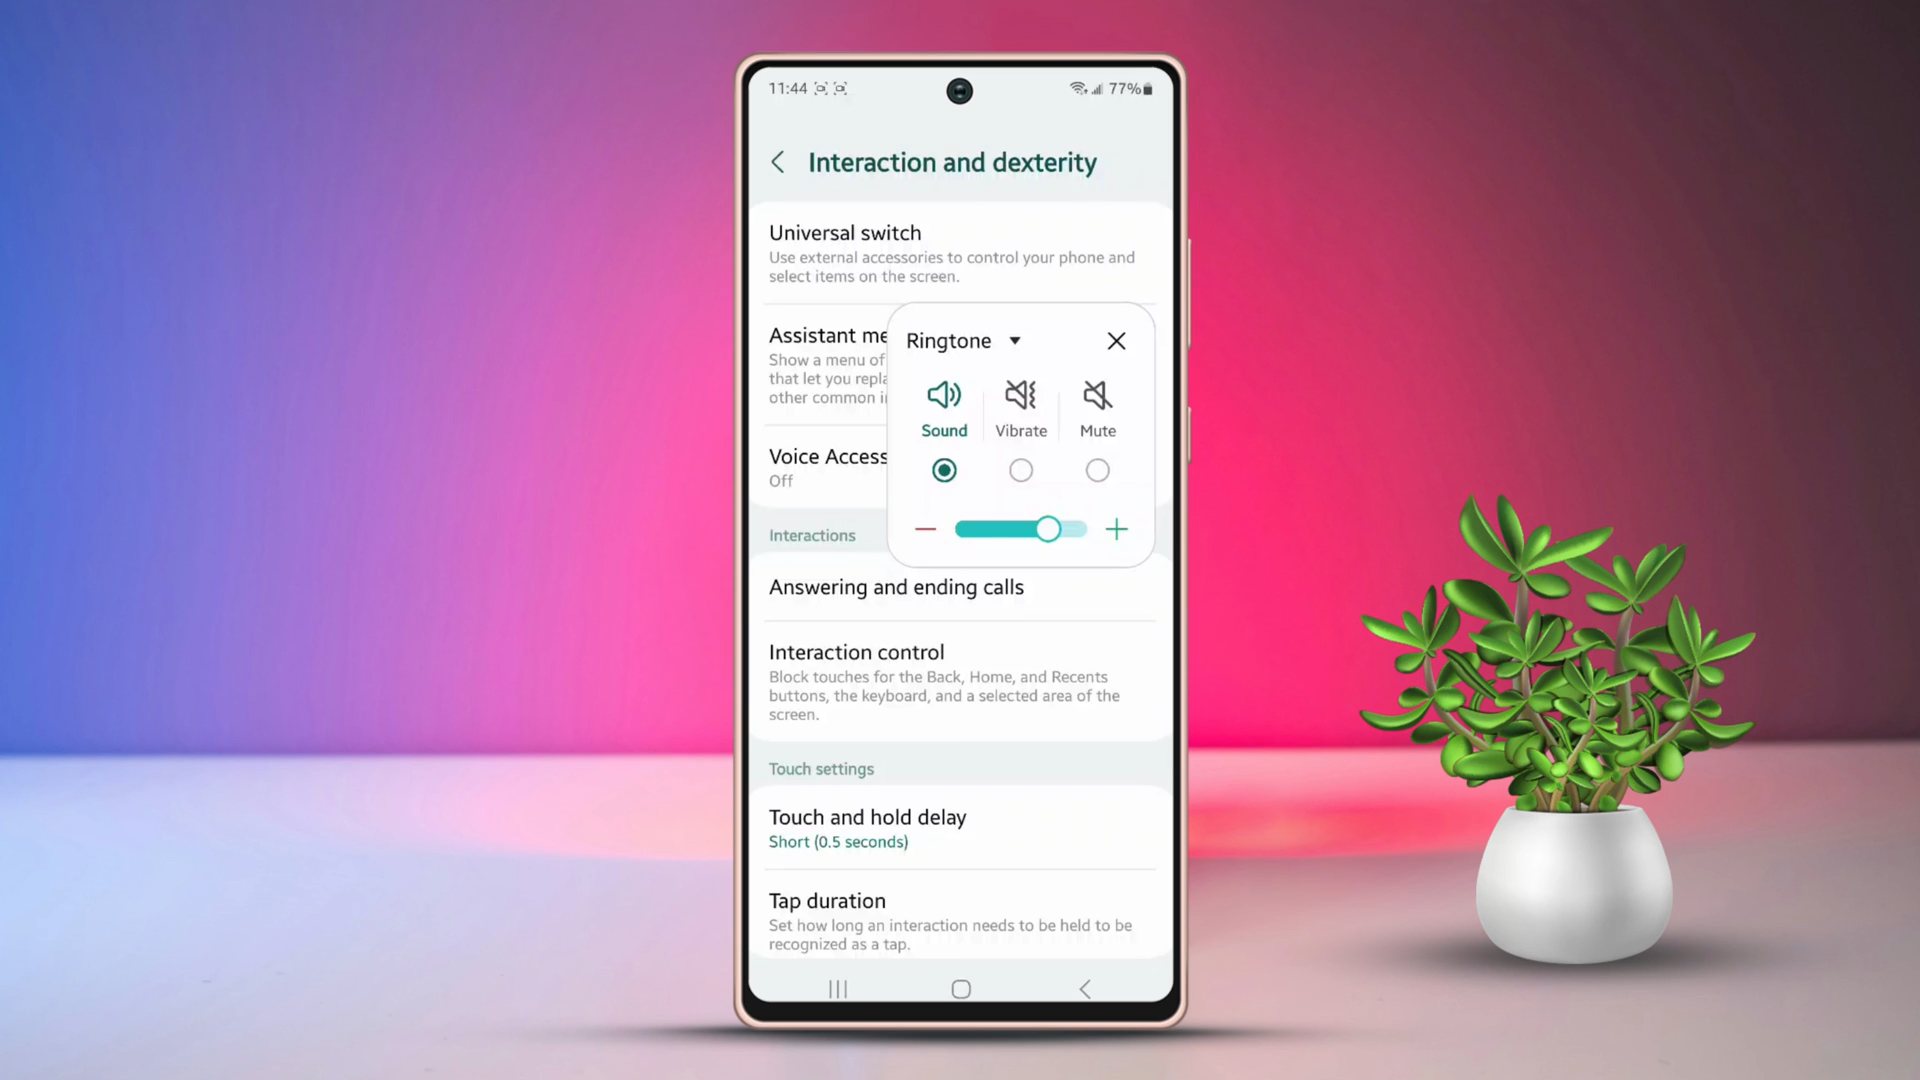 11:44
77%
Interaction and dexterity
Universal switch
Use external accessories to control your phone and
select items on the screen.
Assistant me
Show a menu of
that let you repla
other common i
Ringtone
Sound
Vibrate
Mute
Voice Access
Off
Interactions
Answering and ending calls
Interaction control
Block touches for the Back, Home, and Recents
buttons, the keyboard, and a selected area of the
screen.
Touch settings
Touch and hold delay
Short (0.5 seconds)
Tap duration
Set how long an interaction needs to be held to be
recognized as a tap.